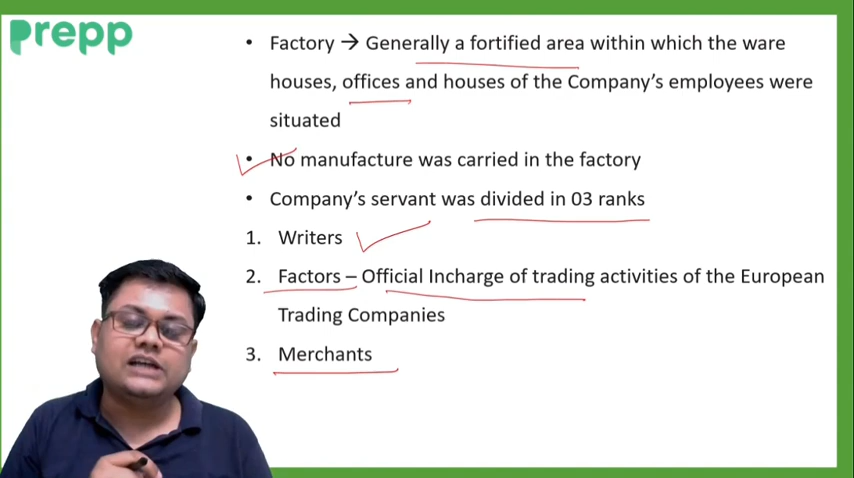 prepp
• Factory → Generally a fortified area within which the ware
houses, offices and houses of the Company's employees were
situated
• No manufacture was carried in the factory
• Company's servant was divided in 03 ranks
1. Writers
2. Factors – Official Incharge of trading activities of the European
Trading Companies
3. Merchants